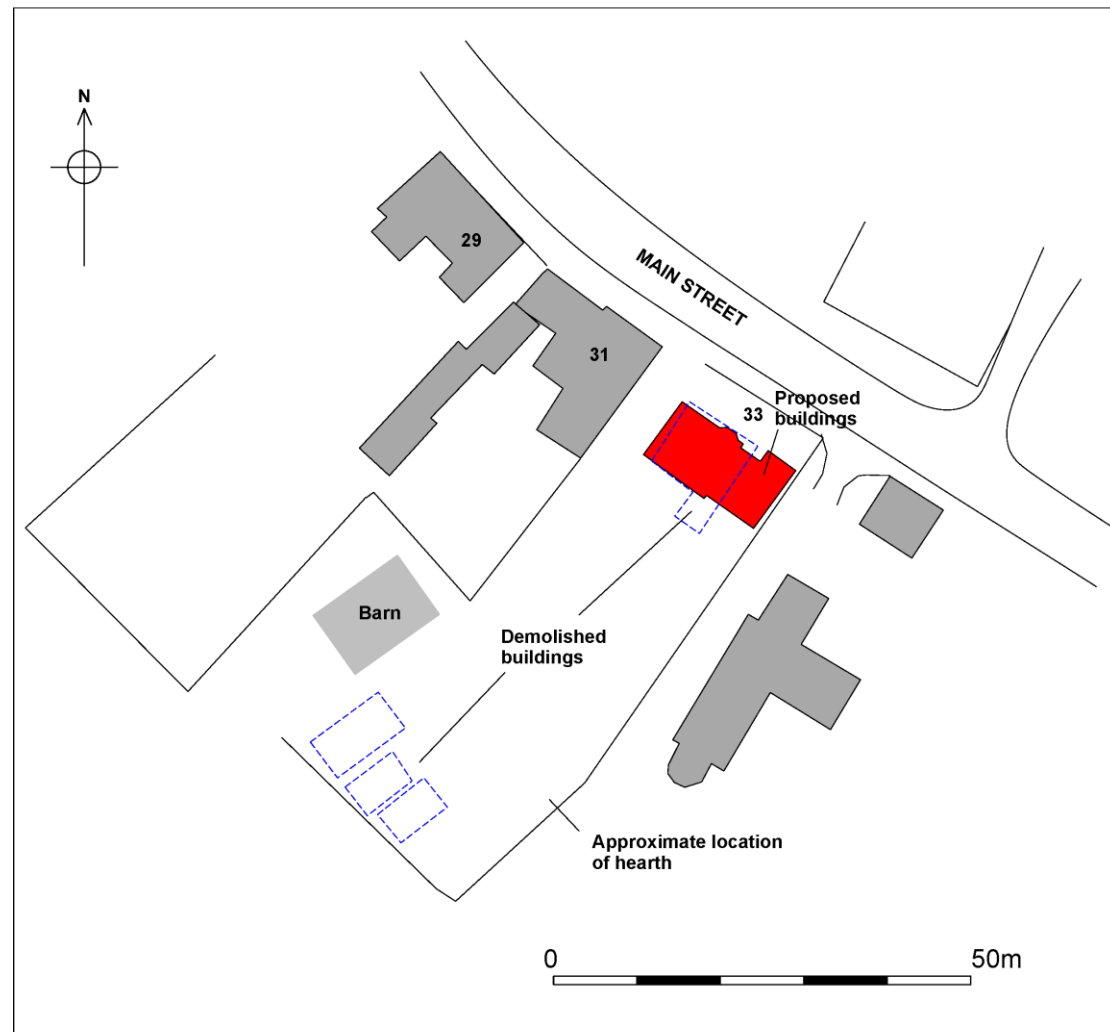 N
29
MAIN STREET
31
33
Proposed
buildings
Barn
Demolished
buildings
Approximate location
of hearth
0
50m